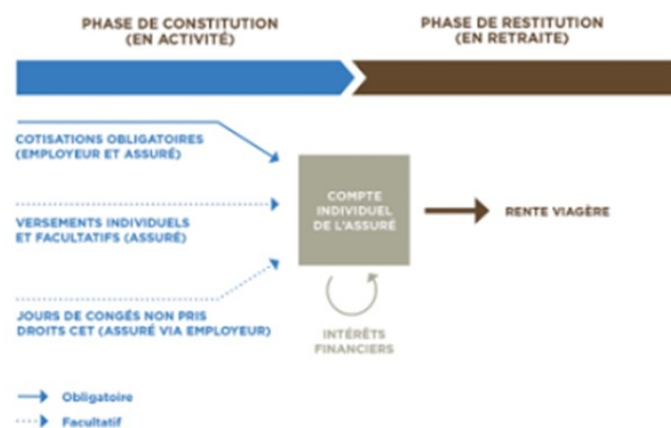 PHASE DE CONSTITUTION
(EN ACTIVITÉ)
PHASE DE RESTITUTION
(EN RETRAITE)
COTISATIONS OBLIGATOIRES
(EMPLOYEUR ET ASSURÉ)
VERSEMENTS INDIVIDUELS
ET FACULTATIFS (ASSURÉ)
JOURS DE CONGÉS NON PRIS
DROITS CET (ASSURÉ VIA EMPLOYEUR)
COMPTE
INDIVIDUEL
DE L'ASSURÉ
RENTE VIAGÈRE
INTÉRÊTS
FINANCIERS
Obligatoire
Facultatif